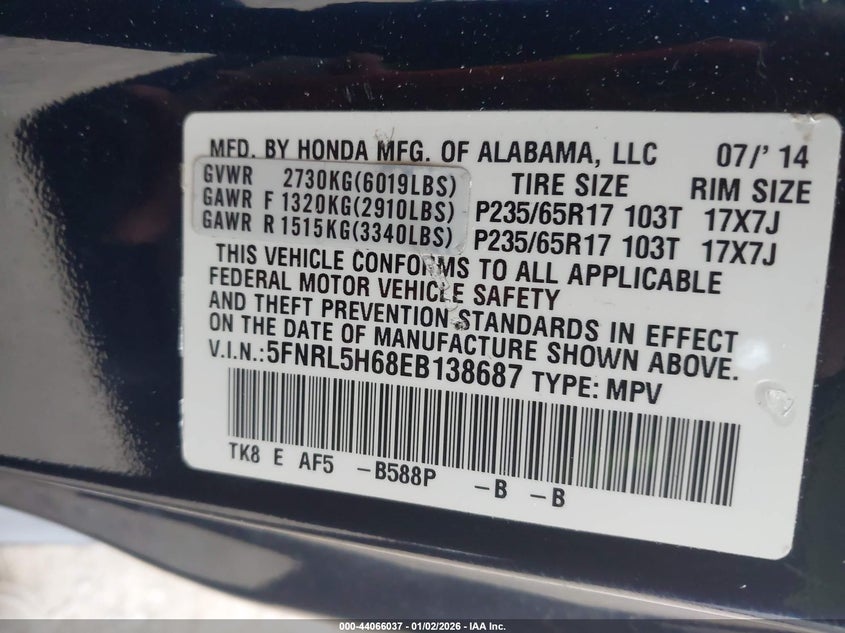 MFD. BY HONDA MFG. OF ALABAMA, LLC 07/' 14
GVWR 2730KG(6019LBS) TIRE SIZE RIM SIZE
GAWR F 1320KG(2910LBS) P235/65R17 103T 17X7J
GAWR R 1515KG(3340LBS) P235/65R17 103T 17X7J
THIS VEHICLE CONFORMS TO ALL APPLICABLE
FEDERAL MOTOR VEHICLE SAFETY
AND THEFT PREVENTION STANDARDS IN EFFECT
ON THE DATE OF MANUFACTURE SHOWN ABOVE.
V.I.N.:5FNRL5H68EB138687 TYPE: MPV
TK8 E AF5 -B588P -B -B
000-44066037 - 01/02/2026 - IAA Inc.